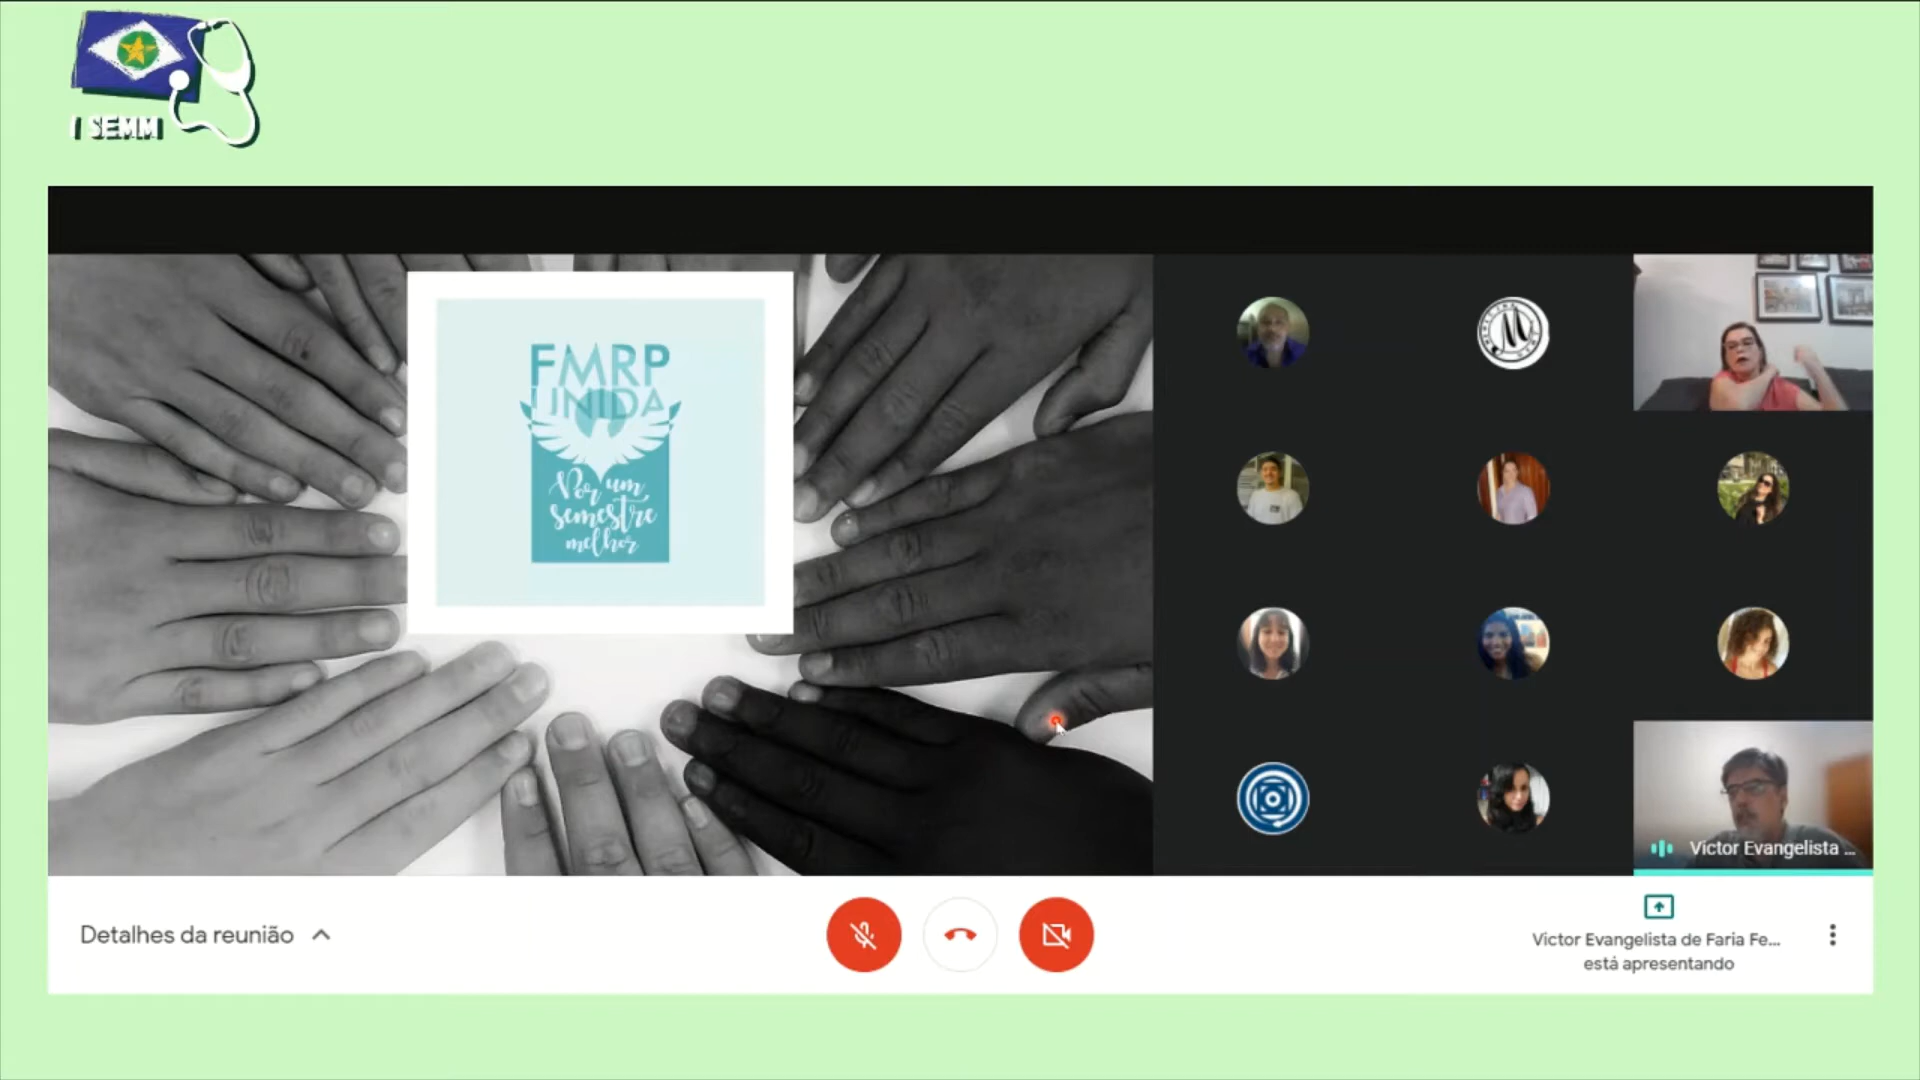 I SEMM
FMRP
UNIDA
Por um
semestre
melhor
M
Victor Evangelista ...
Detalhes da reunião
Victor Evangelista de Faria Fe...
está apresentando